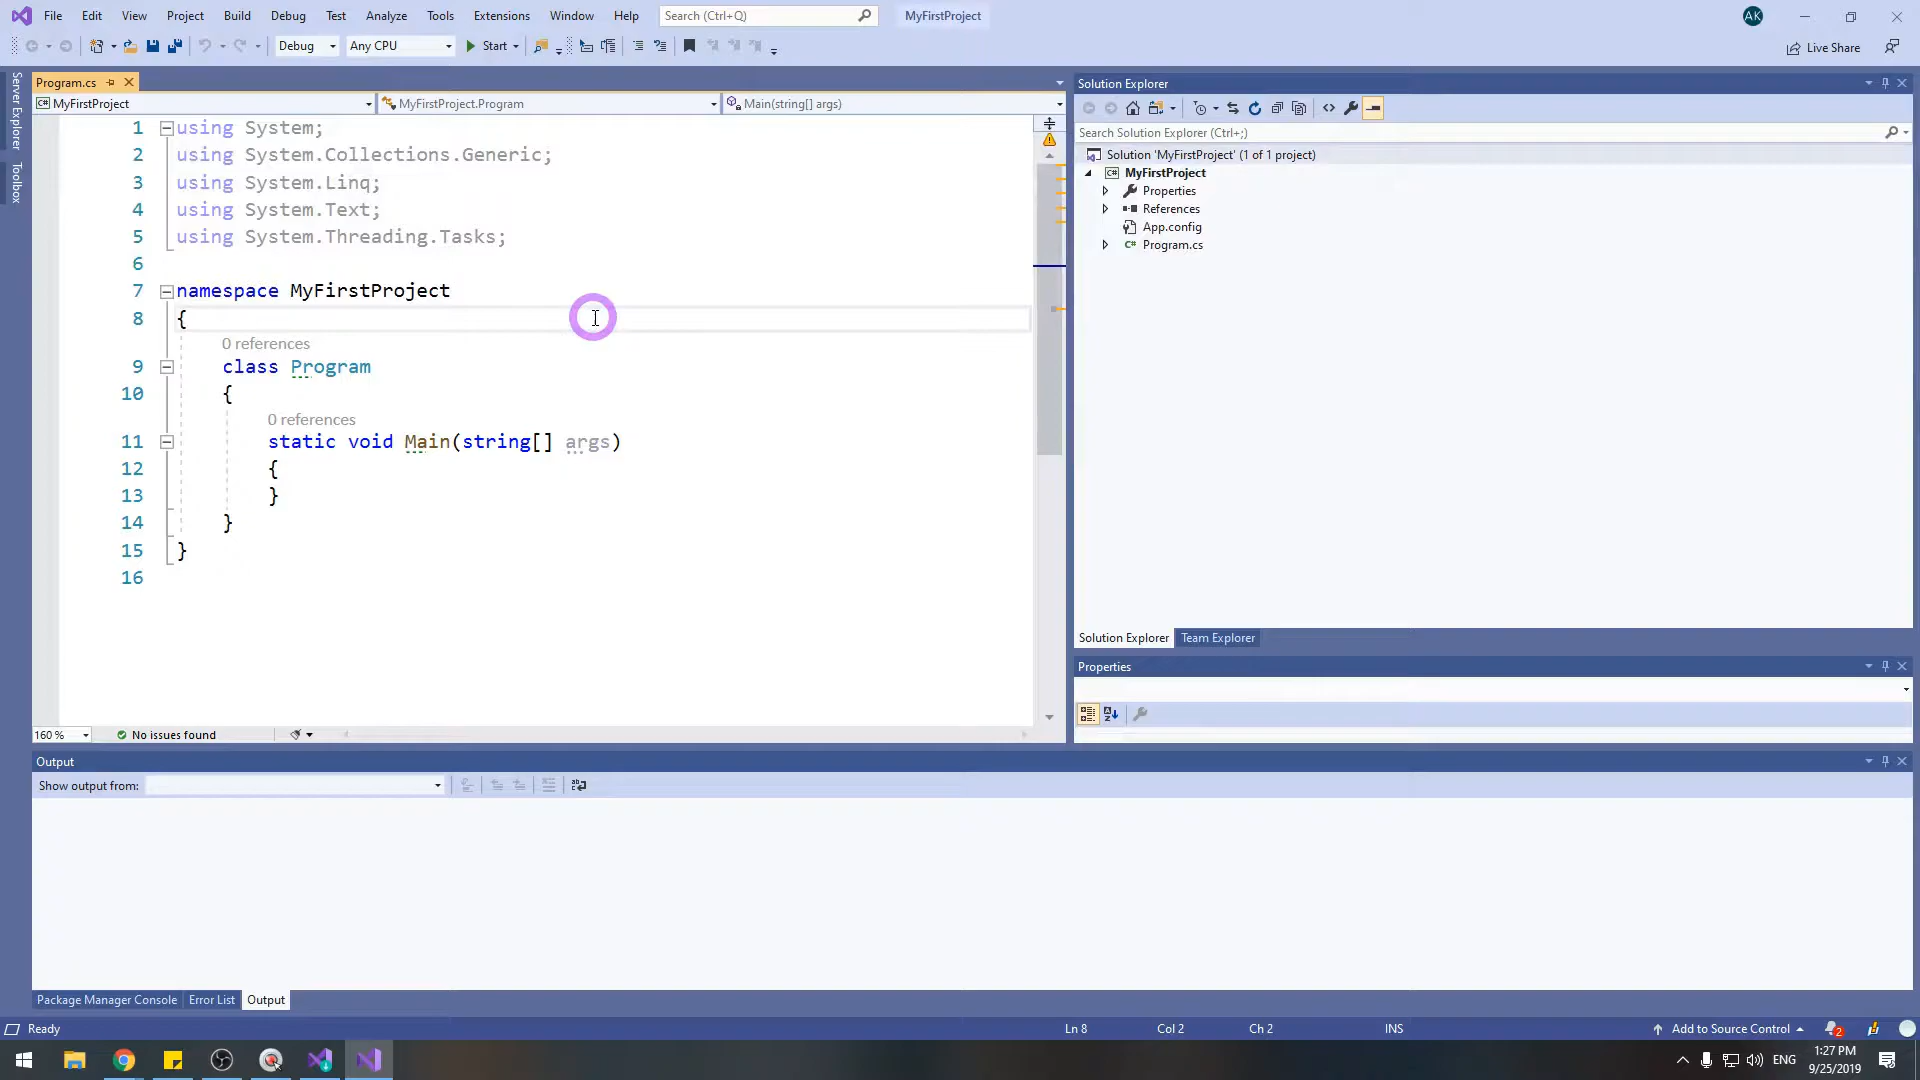 File Edit View Project Build Debug Test Analyze Tools Extensions Window Help Search (Ctrl+Q) MyFirstProject AK
Debug Any CPU Start Live Share
Server Explorer
Toolbox
Program.cs
MyFirstProject MyFirstProject.Program Main(string[] args)
1 using System;
2 using System.Collections.Generic;
3 using System.Linq;
4 using System.Text;
5 using System.Threading.Tasks;
6
7 namespace MyFirstProject
8 {
0 references
9 class Program
10 {
0 references
11 static void Main(string[] args)
12 {
13 }
14 }
15 }
16
160 % No issues found
Solution Explorer
Search Solution Explorer (Ctrl+;)
Solution 'MyFirstProject' (1 of 1 project)
MyFirstProject
Properties
References
App.config
Program.cs
Solution Explorer Team Explorer
Properties
Output
Show output from:
Package Manager Console Error List Output
Ready Ln 8 Col 2 Ch 2 INS Add to Source Control 2
ENG 1:27 PM
9/25/2019